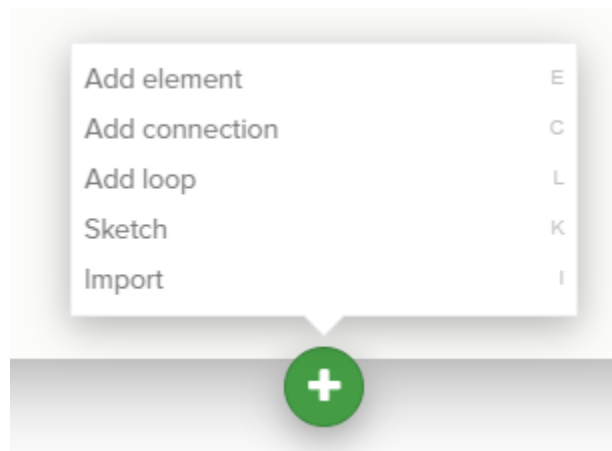 Add element E
Add connection C
Add loop L
Sketch K
Import I